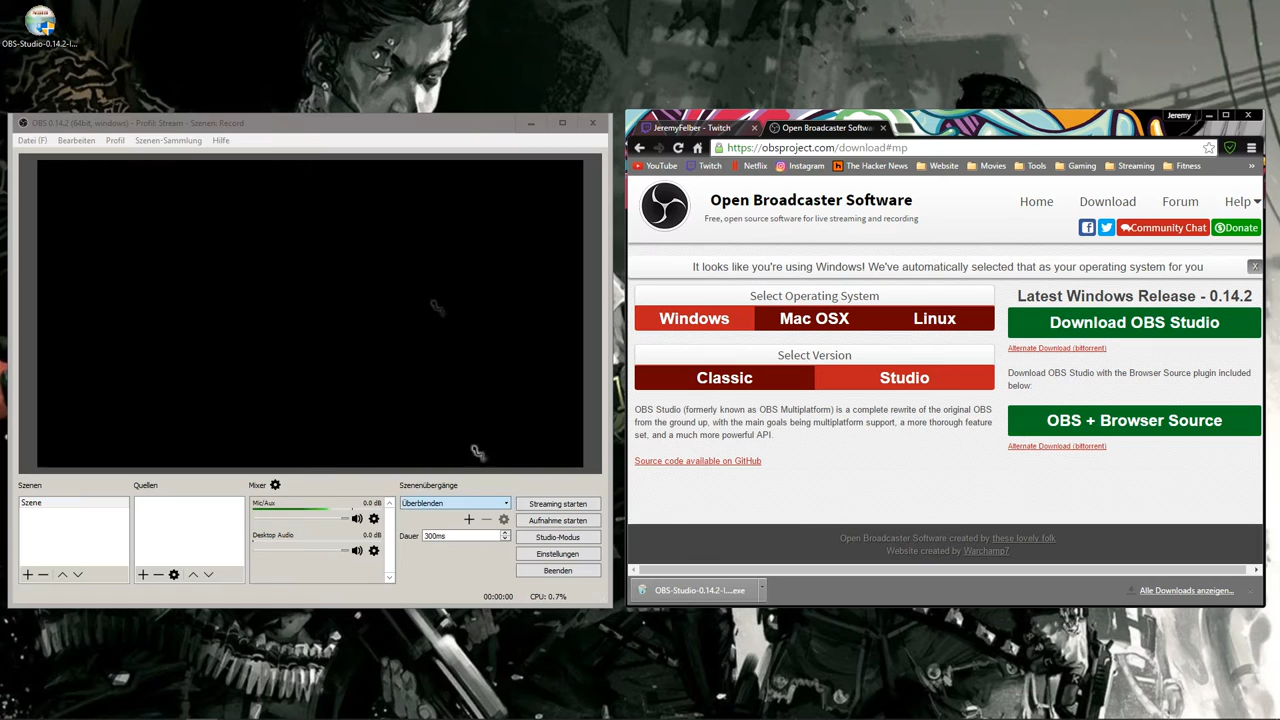 OBS-Studio-0.14.2-I...
OBS 0.14.2 (64bit, windows) - Profil: Stream - Szenen: Record
Datei (F) Bearbeiten Profil Szenen-Sammlung Hilfe
Szenen
Szene
Quellen
Mixer
Mic/Aux 0.0 dB
Desktop Audio 0.0 dB
Szenenübergänge
Überblenden
Dauer 300ms
Streaming starten
Aufnahme starten
Studio-Modus
Einstellungen
Beenden
00:00:00 CPU: 0.7%
Jeremy
JeremyFelber - Twitch
Open Broadcaster Softwa
https://obsproject.com/download#mp
YouTube Twitch Netflix Instagram The Hacker News Website Movies Tools Gaming Streaming Fitness »
Open Broadcaster Software
Free, open source software for live streaming and recording
Home Download Forum Help
Community Chat Donate
It looks like you're using Windows! We've automatically selected that as your operating system for you
X
Select Operating System
Windows Mac OSX Linux
Select Version
Classic Studio
OBS Studio (formerly known as OBS Multiplatform) is a complete rewrite of the original OBS
from the ground up, with the main goals being multiplatform support, a more thorough feature
set, and a much more powerful API.
Source code available on GitHub
Latest Windows Release - 0.14.2
Download OBS Studio
Alternate Download (bittorrent)
Download OBS Studio with the Browser Source plugin included
below:
OBS + Browser Source
Alternate Download (bittorrent)
Open Broadcaster Software created by these lovely folk
Website created by Warchamp7
OBS-Studio-0.14.2-I....exe
Alle Downloads anzeigen...